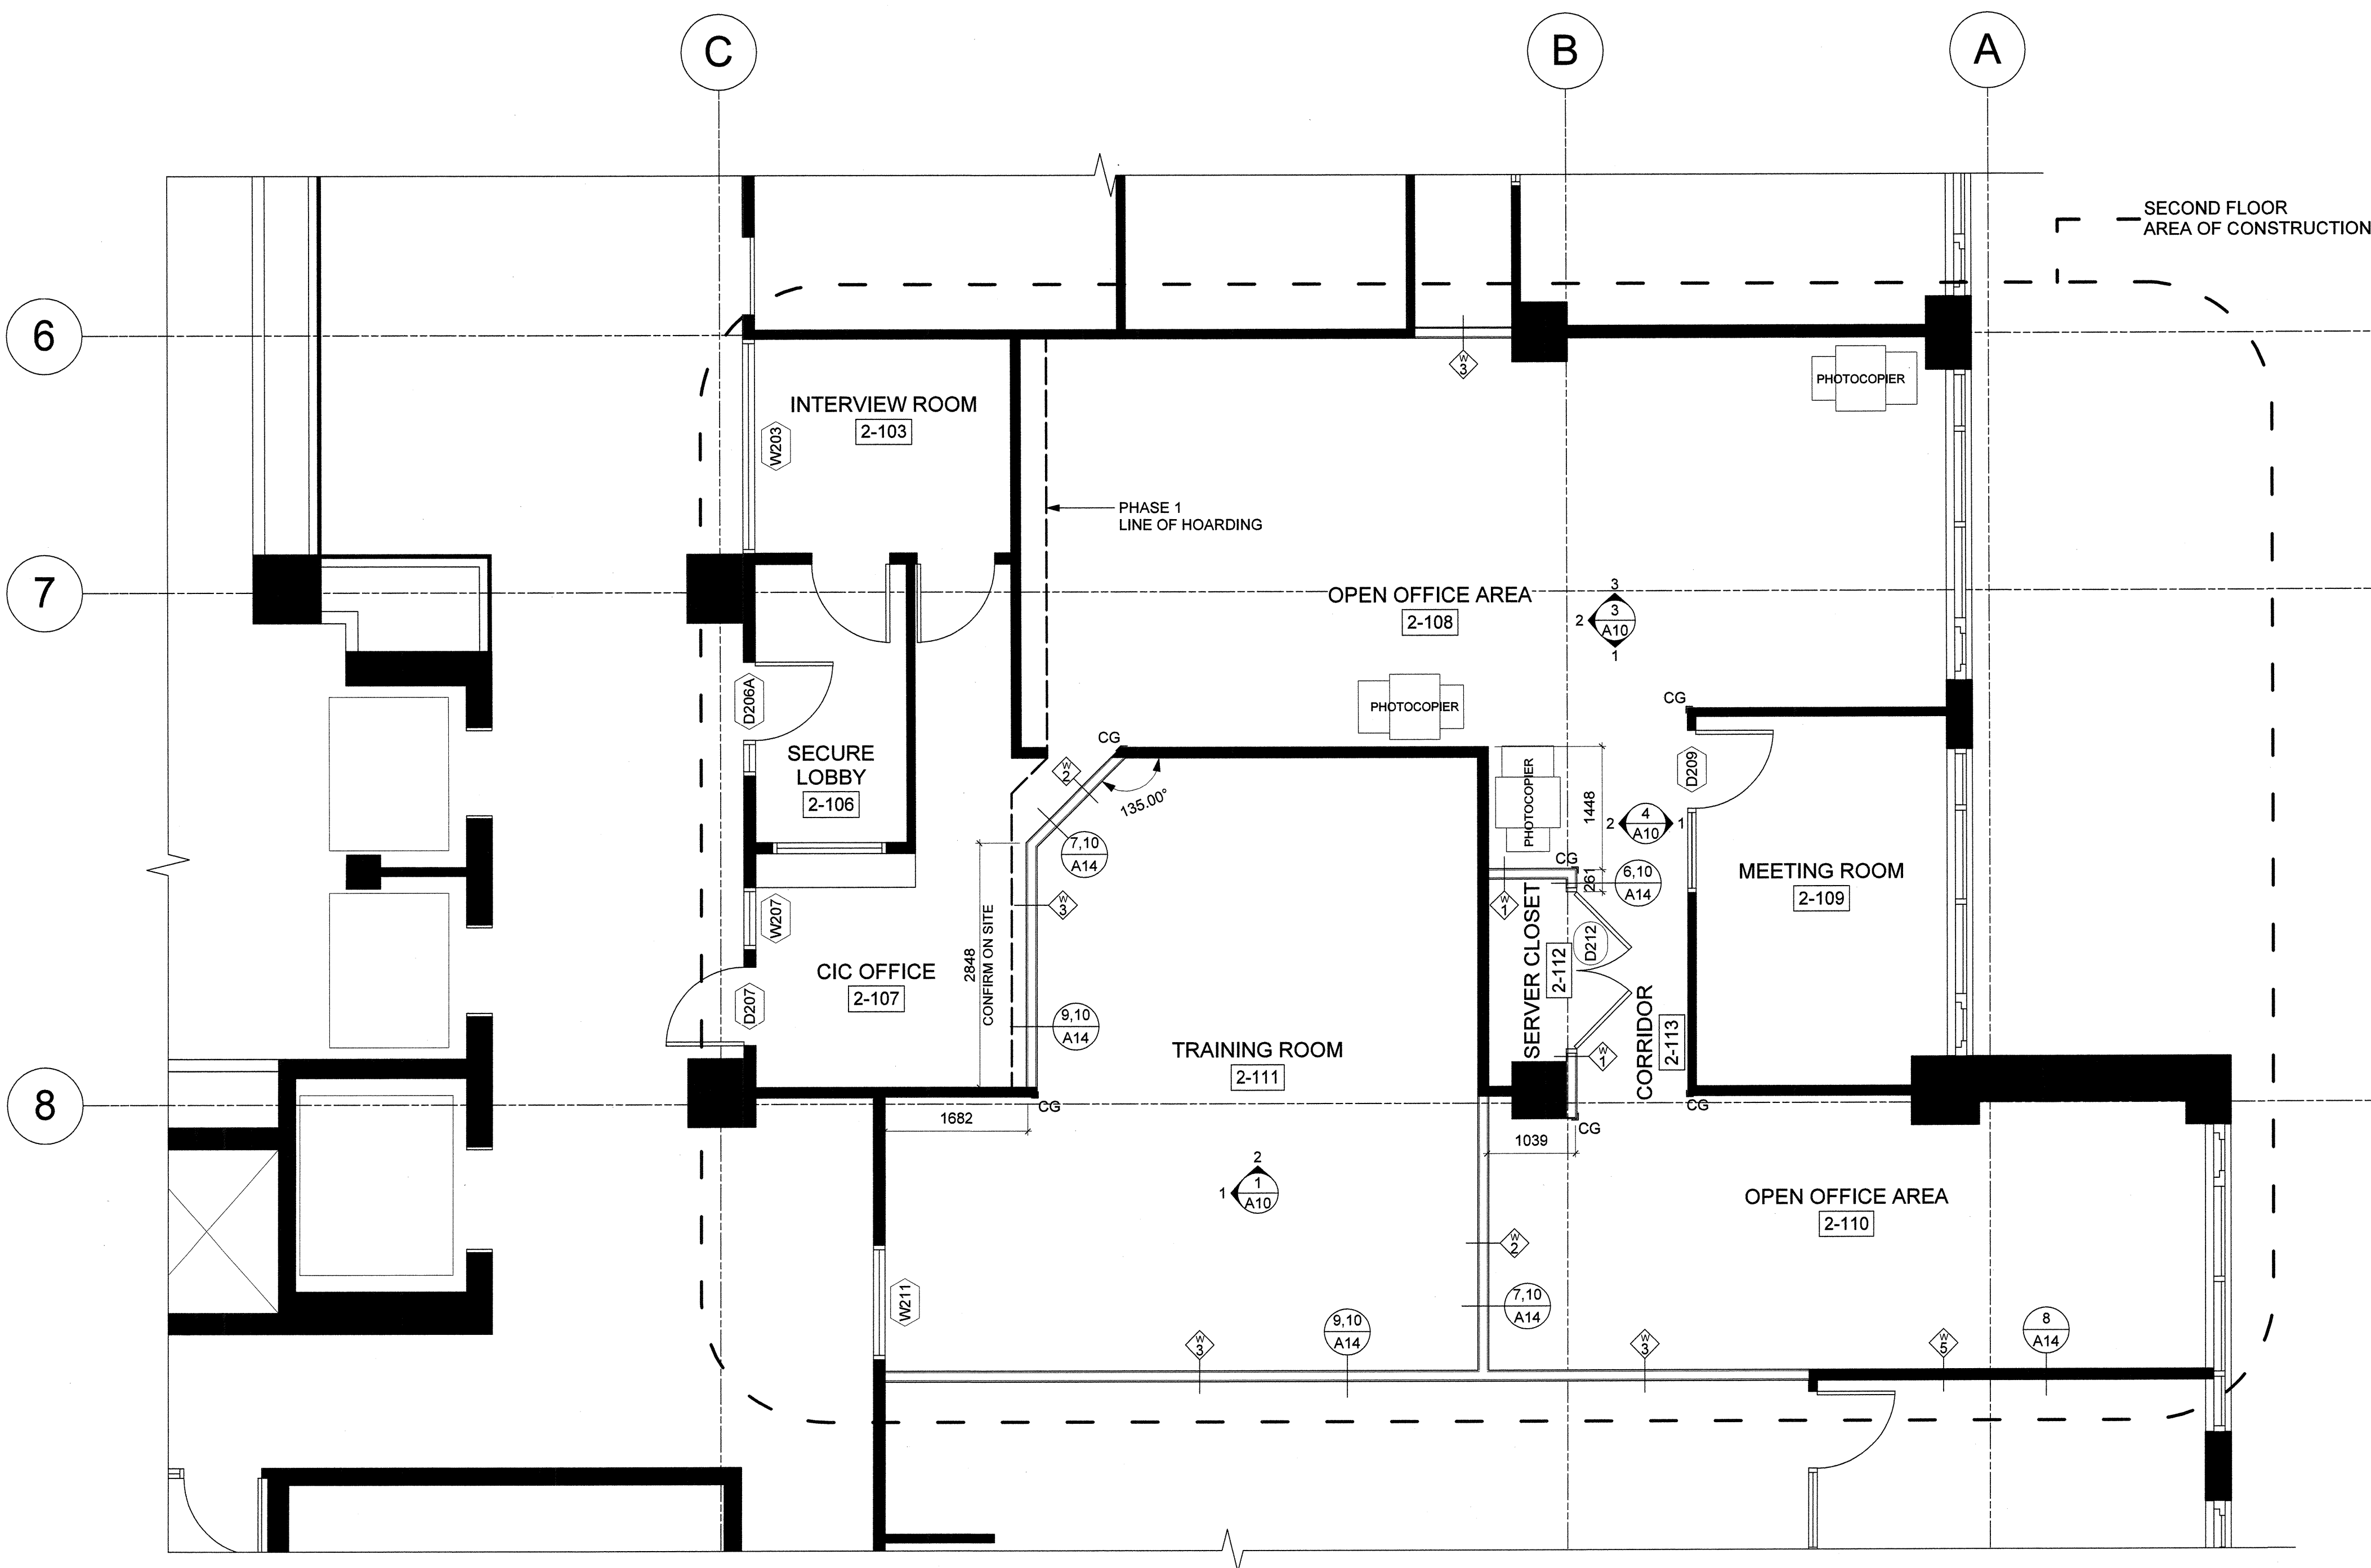 C
B
A
SECOND FLOOR
AREA OF CONSTRUCTION
6
W
3
PHOTOCOPIER
INTERVIEW ROOM
2-103
W203
PHASE 1
LINE OF HOARDING
7
OPEN OFFICE AREA
2-108
3
2
3
A10
1
D206A
PHOTOCOPIER
CG
SECURE
LOBBY
2-106
CG
W
2
135.00°
PHOTOCOPIER
1448
D209
2
4
A10
1
7,10
A14
CG
261
6,10
A14
MEETING ROOM
2-109
W207
W
3
W
1
SERVER CLOSET
2-112
D212
2848
CONFIRM ON SITE
CIC OFFICE
2-107
D207
9,10
A14
TRAINING ROOM
2-111
W
1
CORRIDOR
2-113
8
CG
CG
1682
CG
1039
2
1
1
A10
OPEN OFFICE AREA
2-110
W
2
W211
7,10
A14
9,10
A14
W
3
W
3
W
5
8
A14